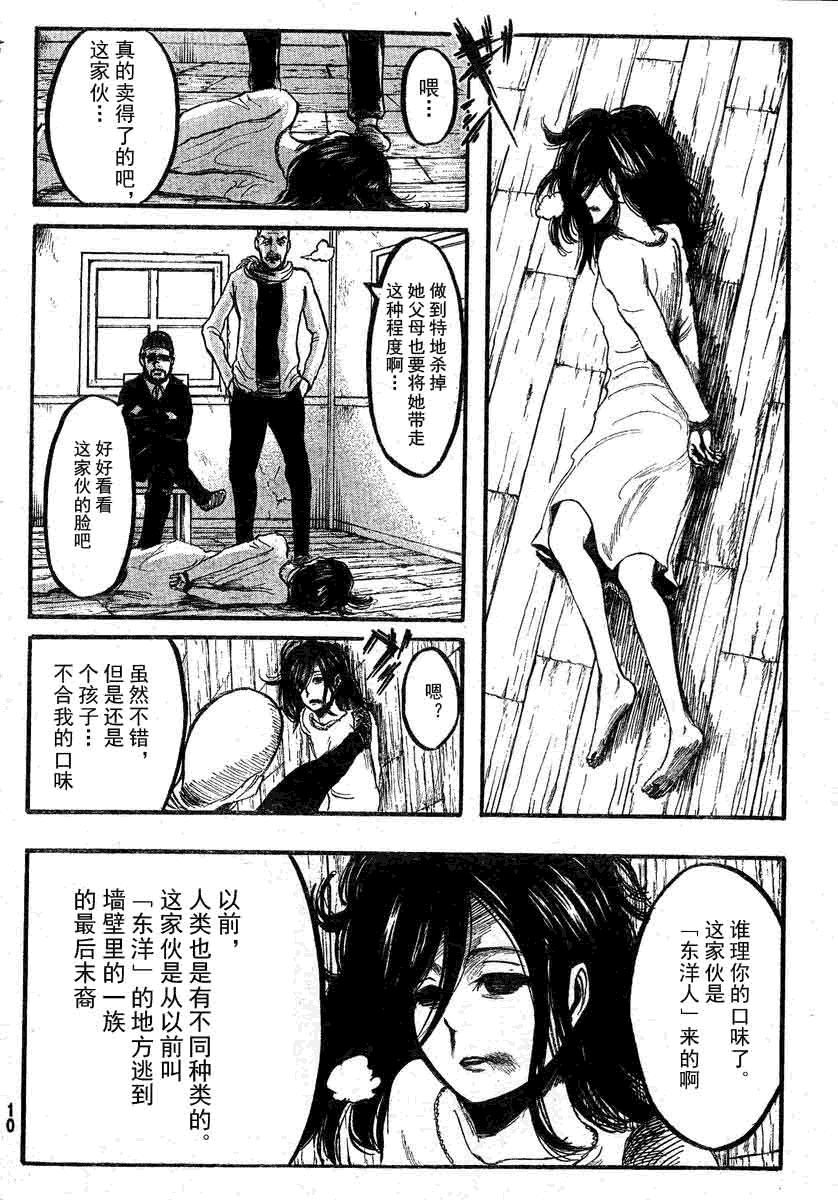 喂…
真的卖得了的吧，
这家伙…
做到特地杀掉
她父母也要将她带走
这种程度啊…
好好看看
这家伙的脸吧
嗯？
虽然不错，
但是还是
个孩子…
不合我的口味
谁理你的口味了。
这家伙是
「东洋人」来的啊
以前，
人类也是有不同种类的。
这家伙是从以前叫
「东洋」的地方逃到
墙壁里的一族
的最后末裔
10